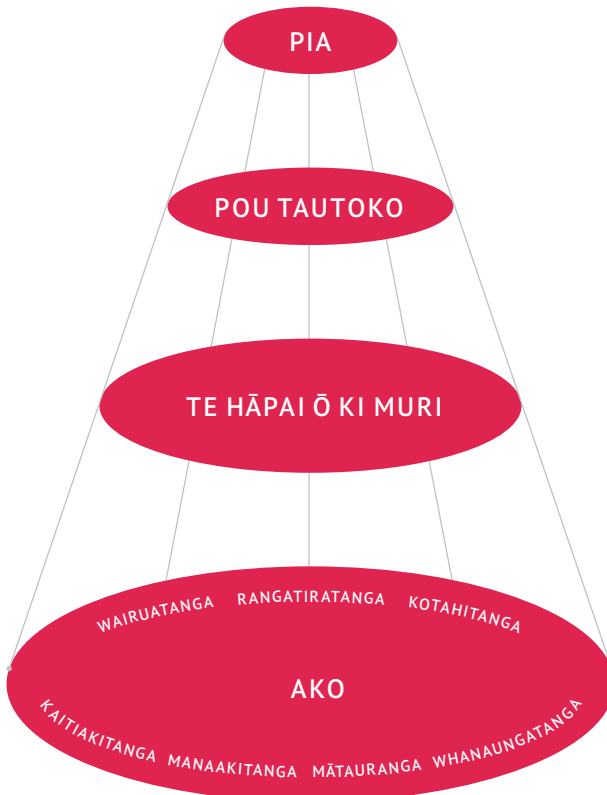 PIA
POU TAUTOKO
TE HĀPAI Ō KI MURI
WAIRUATANGA RANGATIRATANGA KOTAHITANGA
AKO
KAITIAKITANGA MANAAKITANGA MĀTAURANGA WHANAUNGATANGA